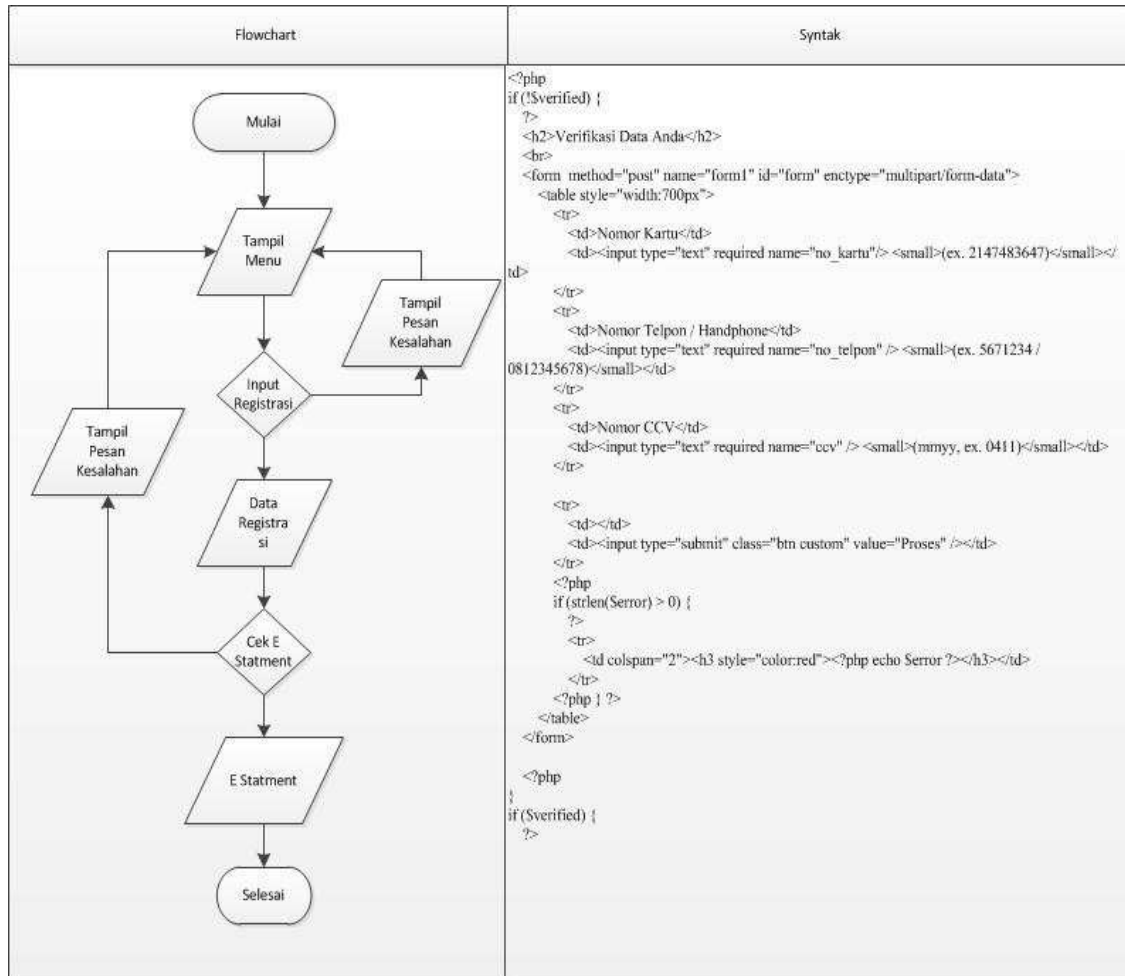 Flowchart
Syntak
Mulai
Tampil
Menu
Tampil
Pesan
Kesalahan
Input
Registrasi
Tampil
Pesan
Kesalahan
Data
Registra
si
Cek E
Statment
E Statment
Selesai
<?php
if (!$verified) {
?>
<h2>Verifikasi Data Anda</h2>
<br>
<form method="post" name="form1" id="form" enctype="multipart/form-data">
<table style="width:700px">
<tr>
<td>Nomor Kartu</td>
<td><input type="text" required name="no_kartu"/> <small>(ex. 2147483647)</small></
td>
</tr>
<tr>
<td>Nomor Telpon / Handphone</td>
<td><input type="text" required name="no_telpon" /> <small>(ex. 5671234 /
0812345678)</small></td>
</tr>
<tr>
<td>Nomor CCV</td>
<td><input type="text" required name="ccv" /> <small>(mmyy, ex. 0411)</small></td>
</tr>
<tr>
<td></td>
<td><input type="submit" class="btn custom" value="Proses" /></td>
</tr>
<?php
if (strlen($error) > 0) {
?>
<tr>
<td colspan="2"><h3 style="color:red"><?php echo $error ?></h3></td>
</tr>
<?php } ?>
</table>
</form>
<?php
}
if ($verified) {
?>